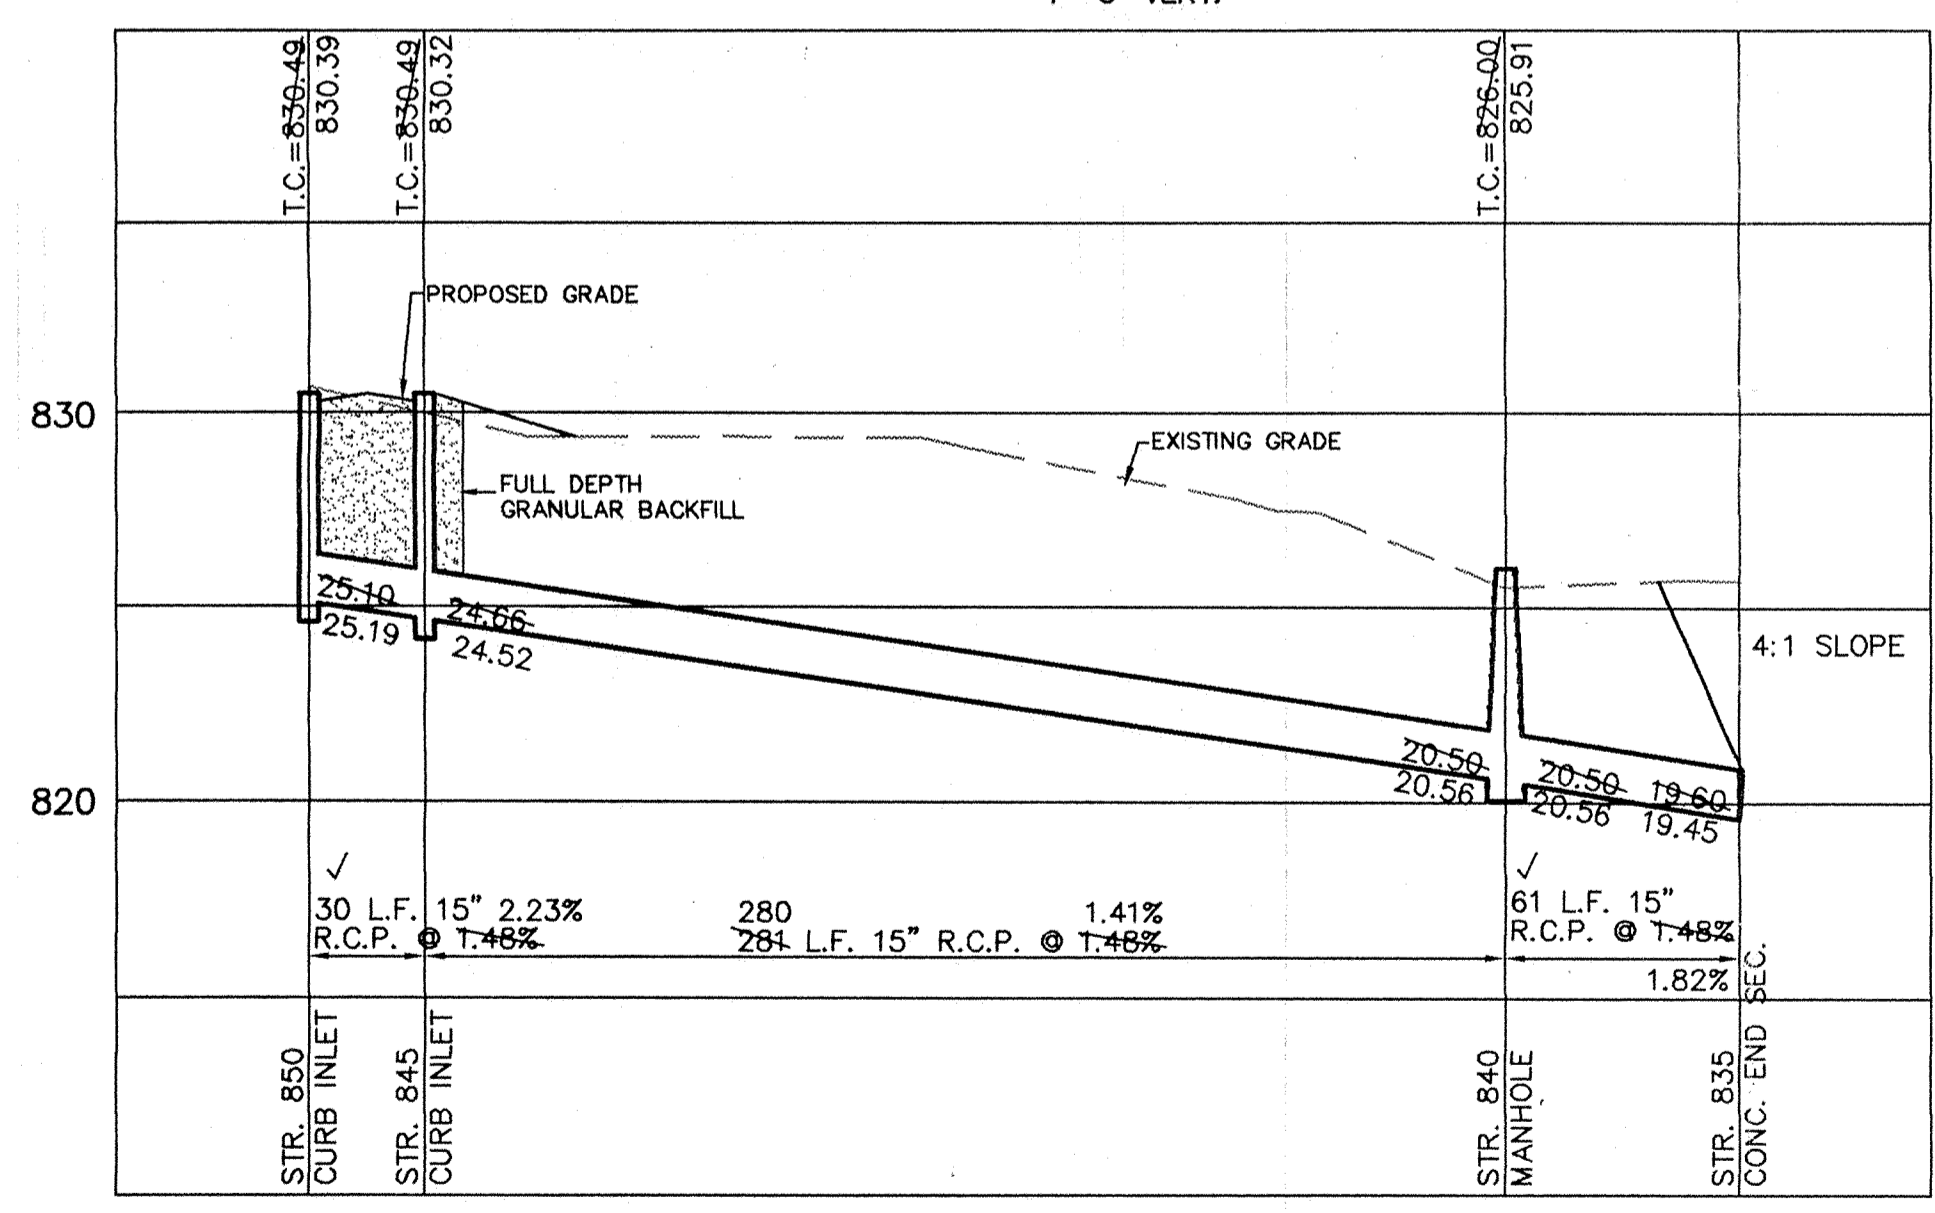 T.C.=830.49
830.39
T.C.=830.49
830.32
T.C.=826.00
825.91
PROPOSED GRADE
830
EXISTING GRADE
FULL DEPTH
GRANULAR BACKFILL
25.10
25.19
24.66
24.52
4:1 SLOPE
20.50
20.56
20.50
20.56
19.60
19.45
820
30 L.F. 15" 2.23%
R.C.P. @ 1.48%
280
1.41%
281 L.F. 15" R.C.P. @ 1.48%
61 L.F. 15"
R.C.P. @ 1.48%
1.82%
STR. 850
CURB INLET
STR. 845
CURB INLET
STR. 840
MANHOLE
STR. 835
CONC. END SEC.